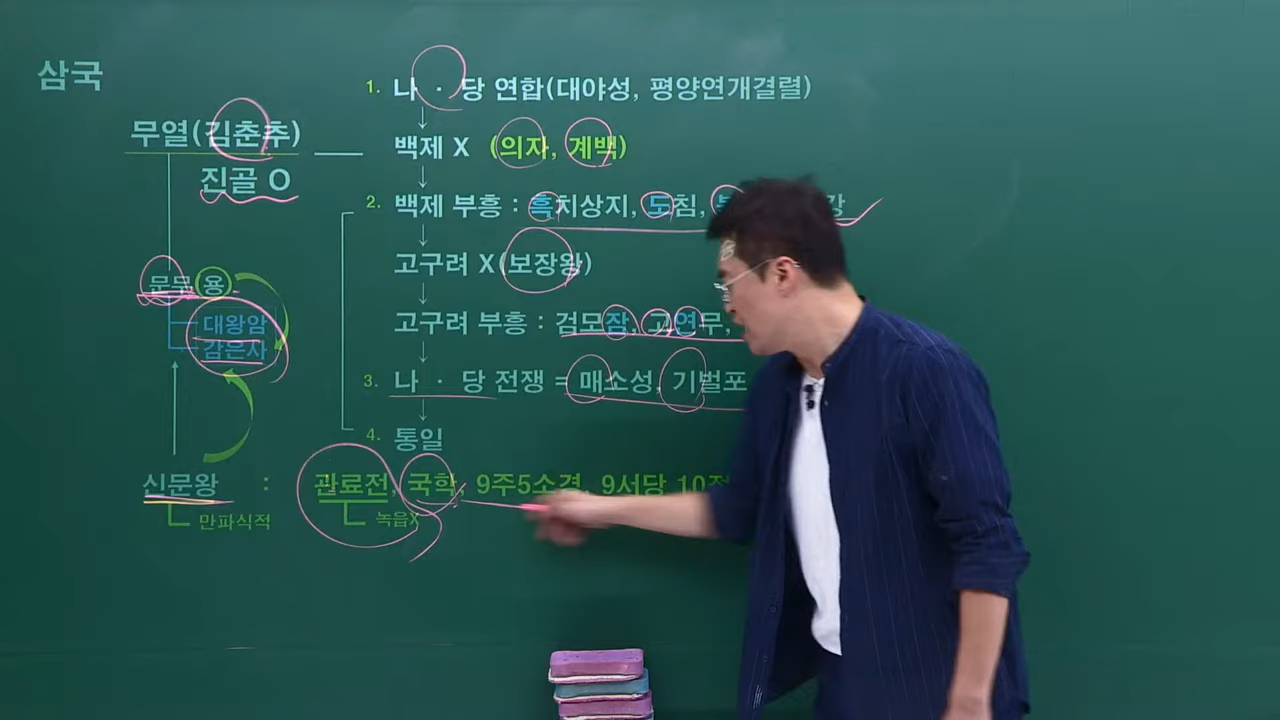 삼국
1. 나 · 당 연합(대야성, 평양연개결렬)
무열(김춘추)
백제 X (의자, 계백)
진골 O
2. 백제 부흥 : 흑치상지, 도침, 강
고구려 X(보장왕)
문무 용
대왕암
고구려 부흥 : 검모잠, 고연무,
감은사
3. 나 · 당 전쟁 = 매소성, 기벌포
4. 통일
신문왕 : 관료전, 국학, 9주5소경, 9서당 10정
만파식적
녹읍X